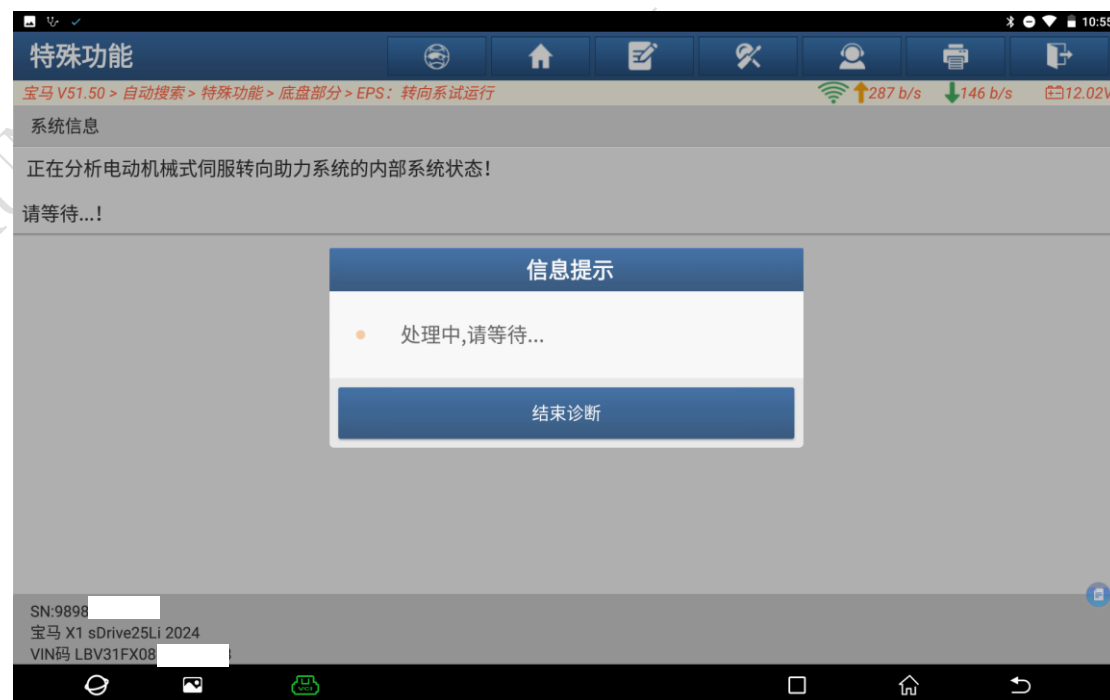 10:55
特殊功能
宝马 V51.50 > 自动搜索 > 特殊功能 > 底盘部分 > EPS：转向系试运行 287 b/s 146 b/s 12.02V
系统信息
正在分析电动机械式伺服转向助力系统的内部系统状态！
请等待...！
信息提示
处理中,请等待...
结束诊断
SN:9898
宝马 X1 sDrive25Li 2024
VIN码 LBV31FX08
VCI